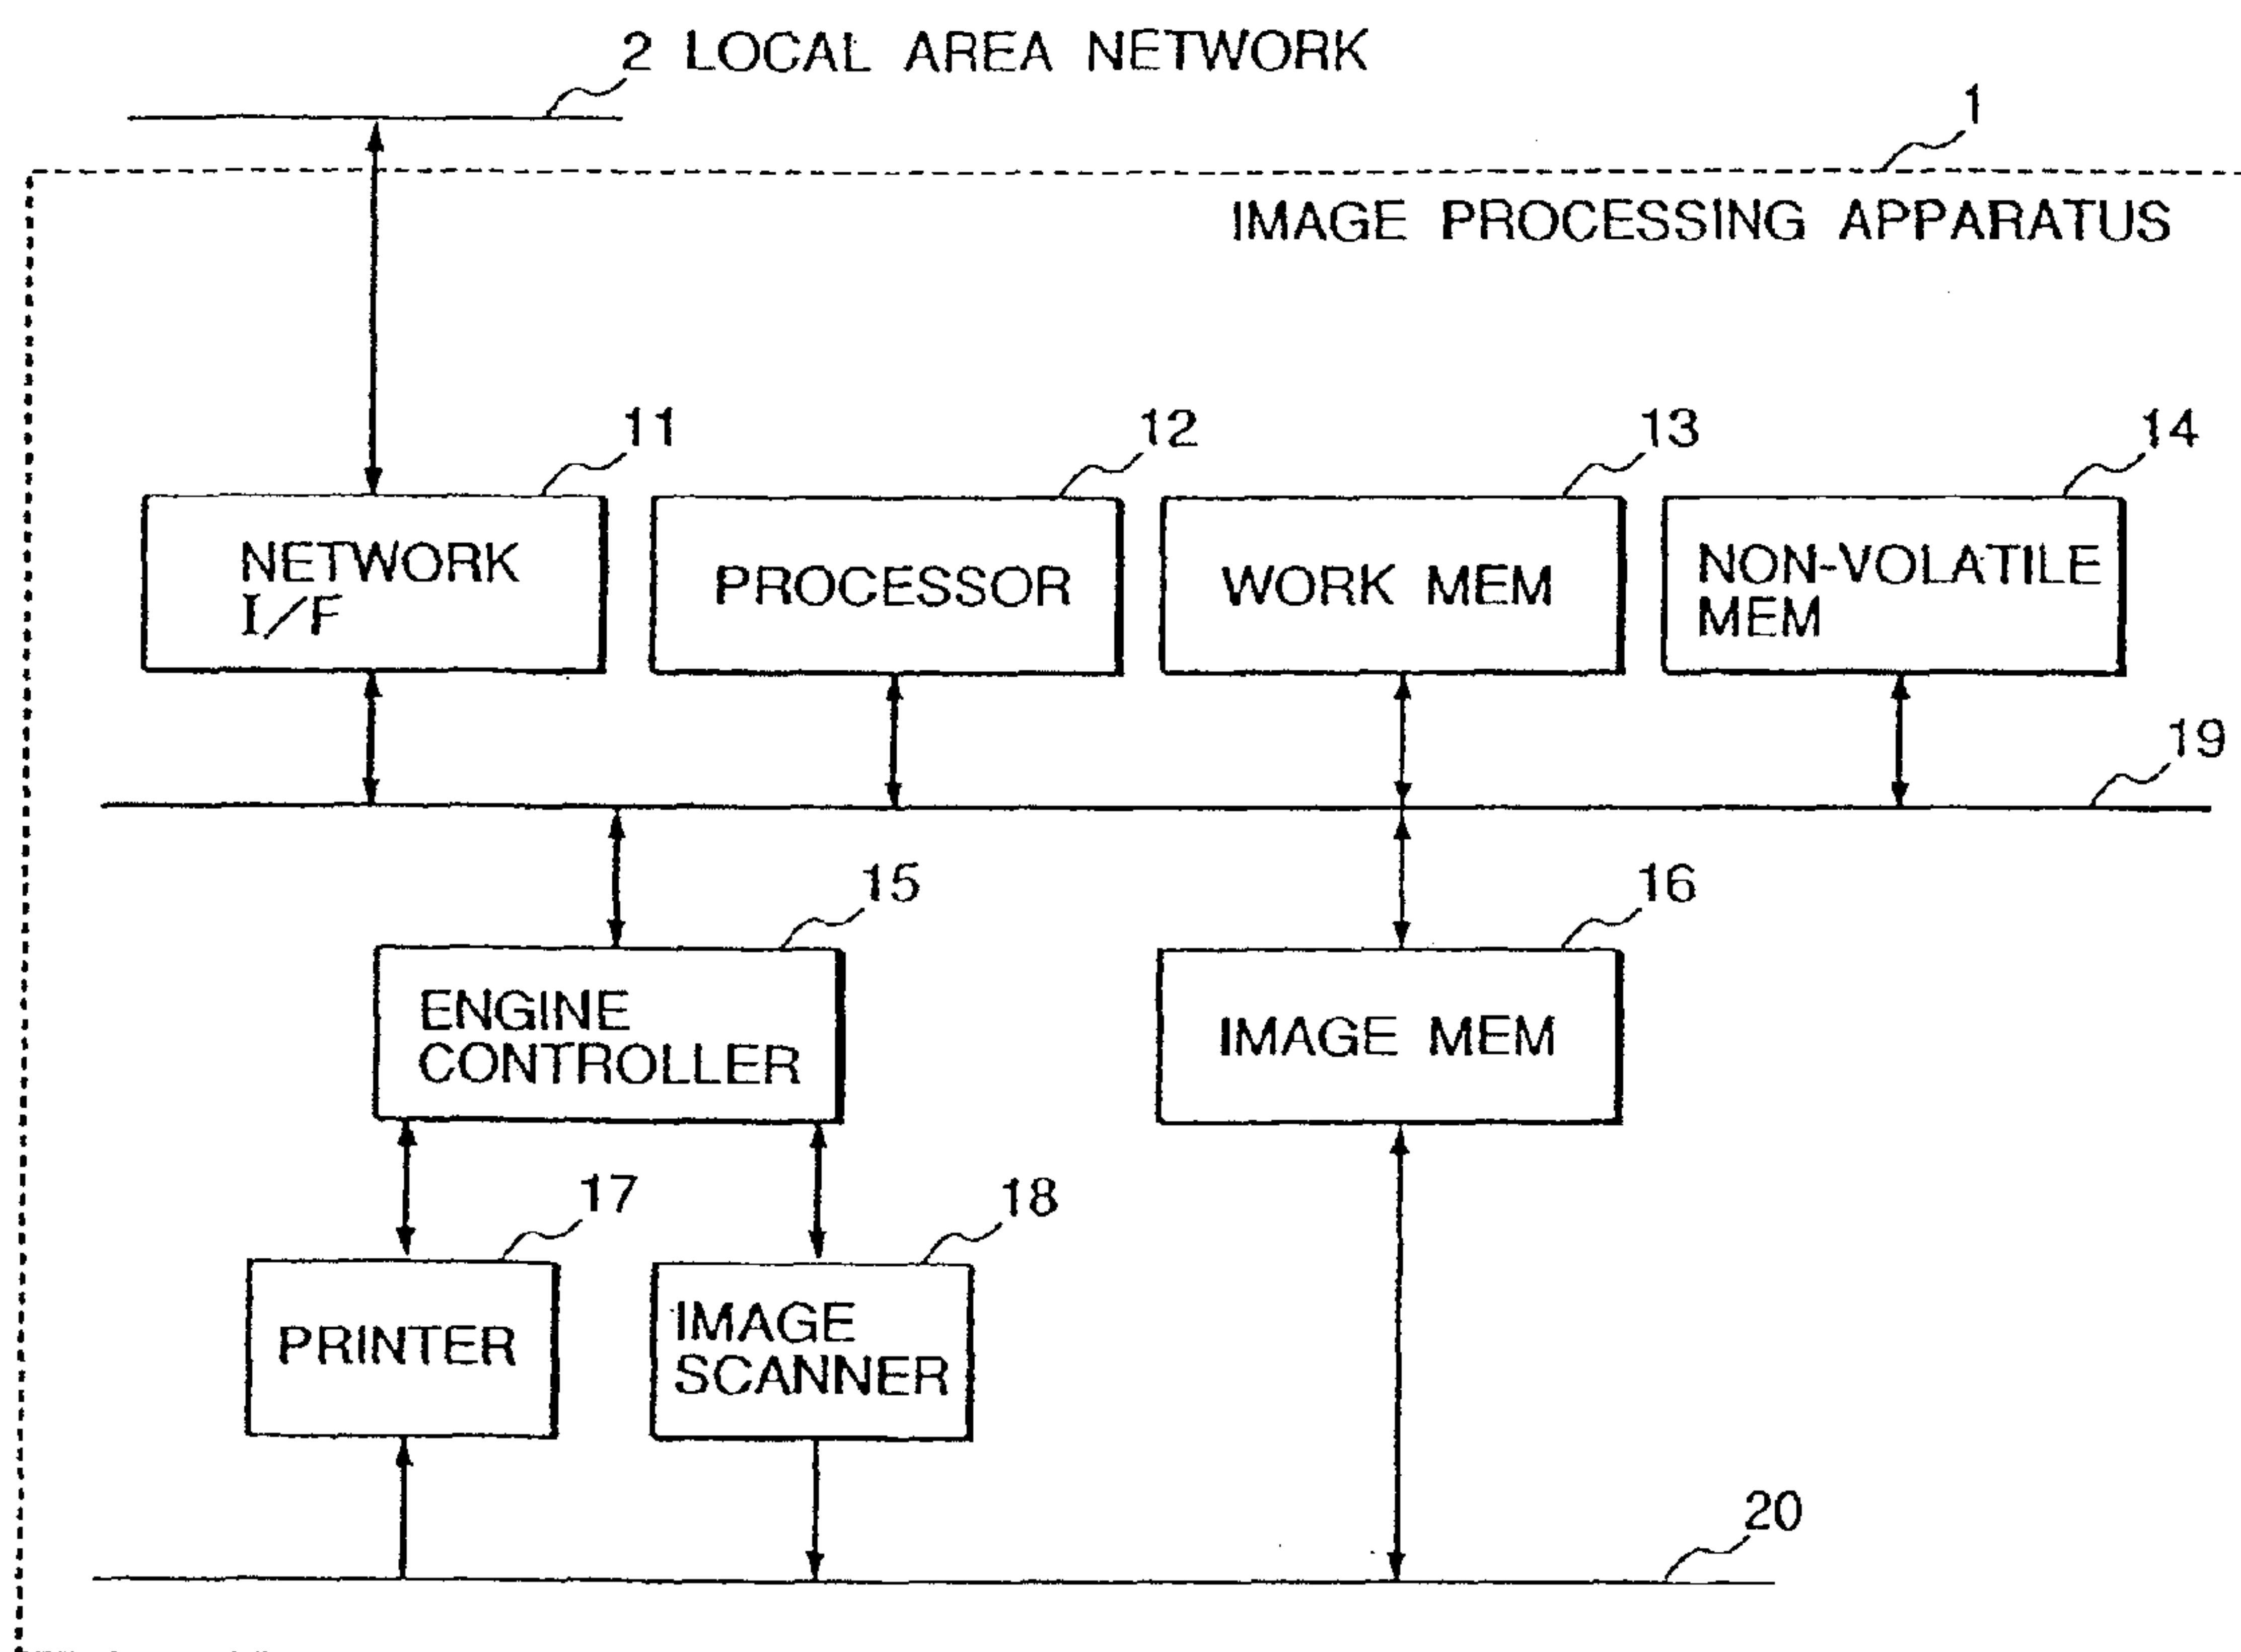 2 LOCAL AREA NETWORK
1
IMAGE PROCESSING APPARATUS
11
12
13
14
NETWORK
I/F
PROCESSOR
WORK MEM
NON-VOLATILE
MEM
19
15
16
ENGINE
CONTROLLER
IMAGE MEM
17
18
PRINTER
IMAGE
SCANNER
20